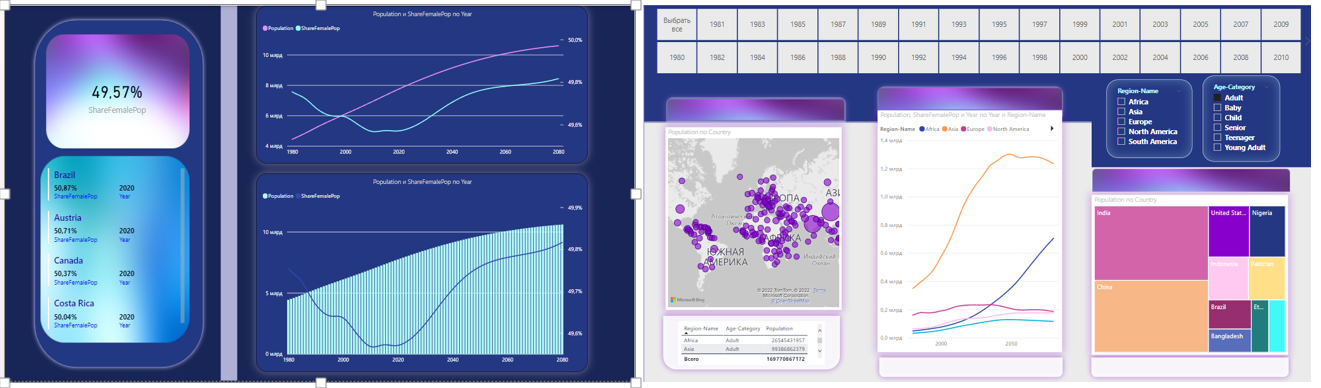 49,57%
ShareFemalePop
Brazil
50,87% 2020
ShareFemalePop Year
Austria
50,71% 2020
ShareFemalePop Year
Canada
50,37% 2020
ShareFemalePop Year
Costa Rica
50,04% 2020
ShareFemalePop Year
Population и ShareFemalePop по Year
Population ShareFemalePop
50,0%
10 млрд
8 млрд
49,8%
6 млрд
49,6%
4 млрд
1980 2000 2020 2040 2060 2080
Population и ShareFemalePop по Year
Population ShareFemalePop
49,9%
10 млрд
49,8%
5 млрд
49,7%
49,6%
0 млрд
1980 2000 2020 2040 2060 2080
Выбрать все 1981 1983 1985 1987 1989 1991 1993 1995 1997 1999 2001 2003 2005 2007 2009
1980 1982 1984 1986 1988 1990 1992 1994 1996 1998 2000 2002 2004 2006 2008 2010
Region-Name
Africa
Asia
Europe
North America
South America
Age-Category
Adult
Baby
Child
Senior
Teenager
Young Adult
Population по Country
ЮЖНАЯ
АМЕРИКА
АФРИКА
© 2022 TomTom, © 2022 Terms
Microsoft Corporation
© OpenStreetMap
Microsoft Bing
Region-Name Age-Category Population
Africa Adult 26545431957
Asia Adult 99386862379
Всего 169770867172
Population, ShareFemalePop и Year по Year и Region-Name
Region-Name Africa Asia Europe North America
1,4 млрд
1,2 млрд
1,0 млрд
0,8 млрд
0,6 млрд
0,4 млрд
0,2 млрд
0,0 млрд
2000 2050
Population по Country
India
United Stat...
Nigeria
Indonesia
Pakistan
China
Brazil
Et...
Bangladesh